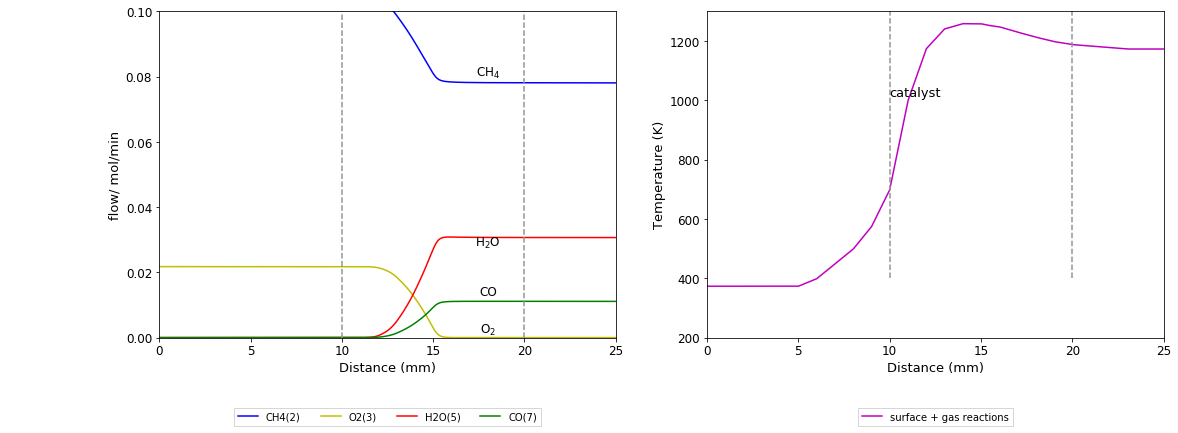 0.10
0.08
0.06
0.04
0.02
0.00
flow/ mol/min
CH₄
H₂O
CO
O₂
0 5 10 15 20 25
Distance (mm)
CH4(2) O2(3) H2O(5) CO(7)
1200
1000
800
600
400
200
Temperature (K)
catalyst
0 5 10 15 20 25
Distance (mm)
surface + gas reactions